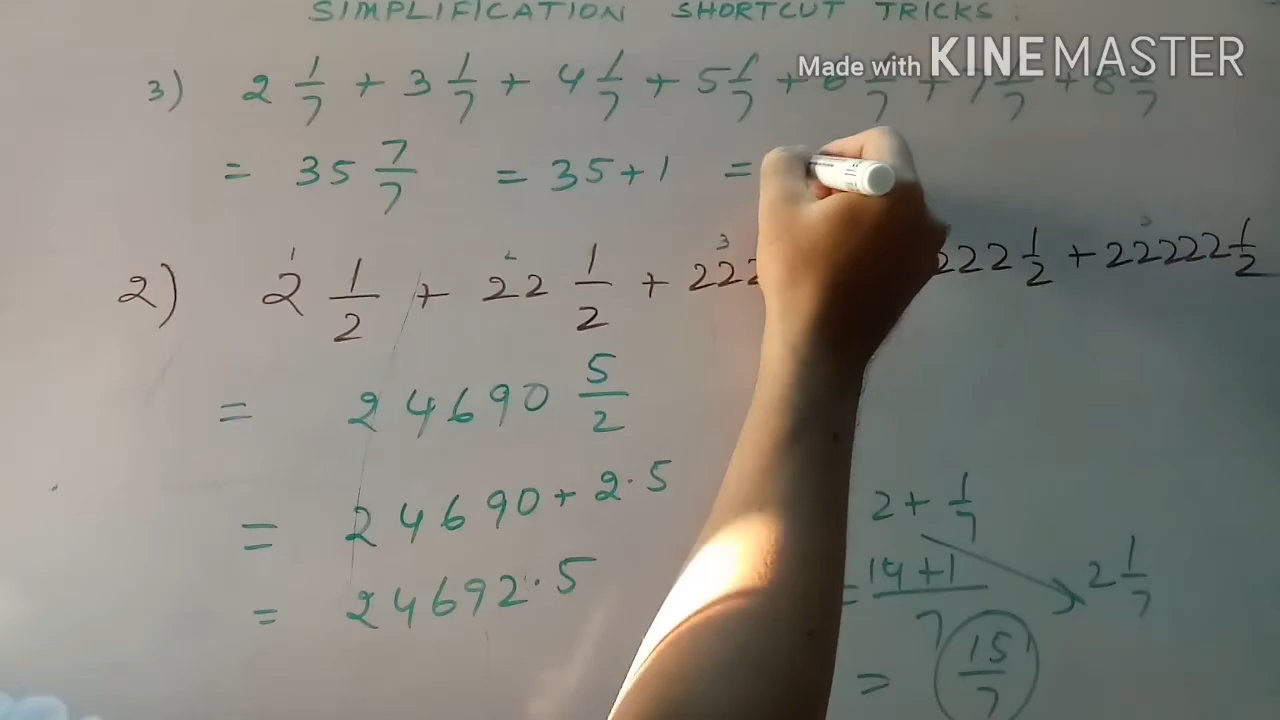 SIMPLIFICATION SHORTCUT TRICKS :
Made with KINEMASTER
3) 2 1/7 + 3 1/7 + 4 1/7 + 5 1/7 + 6 1/7 + 7 1/7 + 8 1/7
= 35 7/7 = 35+1 =
2) 2 1/2 + 22 1/2 + 222 222 1/2 + 22222 1/2
1 2 3
= 24690 5/2
= 24690 + 2.5
= 24692.5
2 + 1/7
= 14+1/7 2 1/7
= 15/7